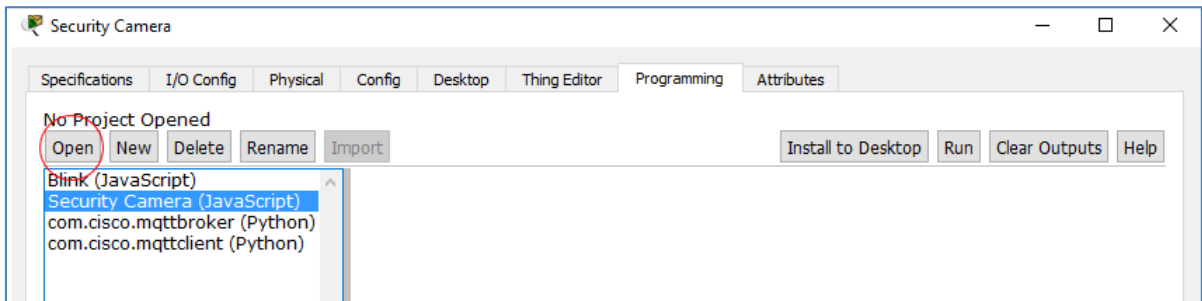 Security Camera
Specifications I/O Config Physical Config Desktop Thing Editor Programming Attributes
No Project Opened
Open New Delete Rename Import Install to Desktop Run Clear Outputs Help
Blink (JavaScript)
Security Camera (JavaScript)
com.cisco.mqttbroker (Python)
com.cisco.mqttclient (Python)